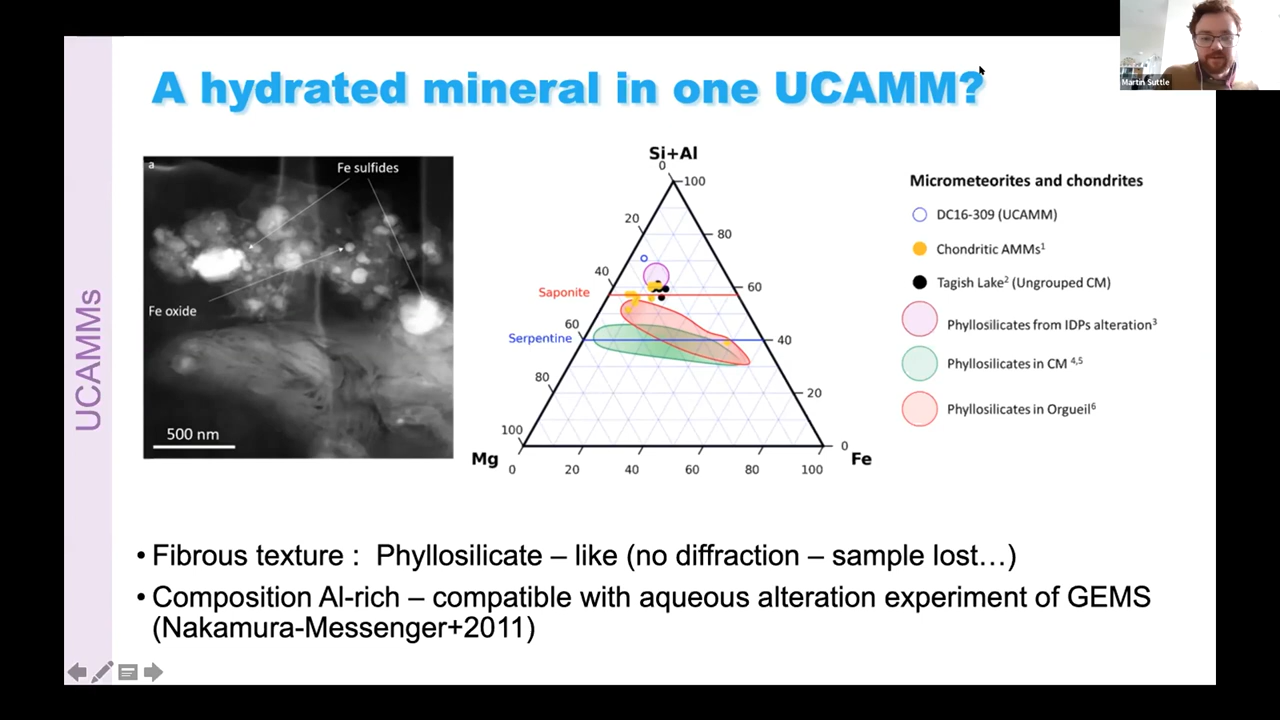 Martin Suttle
A hydrated mineral in one UCAMM?
UCAMMs
a
Fe sulfides
Fe oxide
500 nm
Si+Al
0
100
20
80
40
60
Saponite
60
40
Serpentine
80
20
100
0
Mg
Fe
0
20
40
60
80
100
Micrometeorites and chondrites
DC16-309 (UCAMM)
Chondritic AMMs¹
Tagish Lake² (Ungrouped CM)
Phyllosilicates from IDPs alteration³
Phyllosilicates in CM ⁴,⁵
Phyllosilicates in Orgueil⁶
• Fibrous texture : Phyllosilicate – like (no diffraction – sample lost…)
• Composition Al-rich – compatible with aqueous alteration experiment of GEMS
(Nakamura-Messenger+2011)